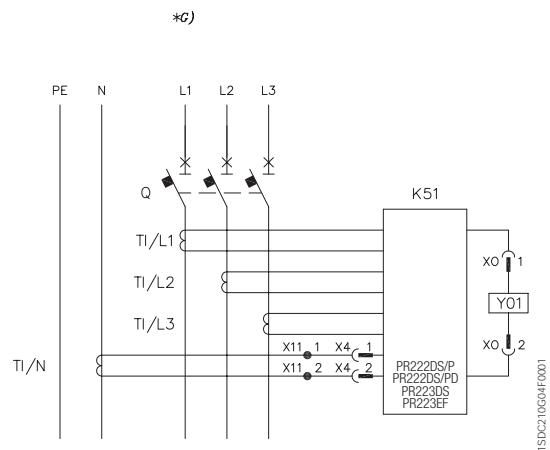 *G)
PE N L1 L2 L3
Q
K51
TI/L1
X0 1
TI/L2
Y01
TI/L3
X0 2
X11 1 X4 1
TI/N
X11 2 X4 2
PR222DS/P
PR222DS/PD
PR223DS
PR223EF
1SDC210G04F0001